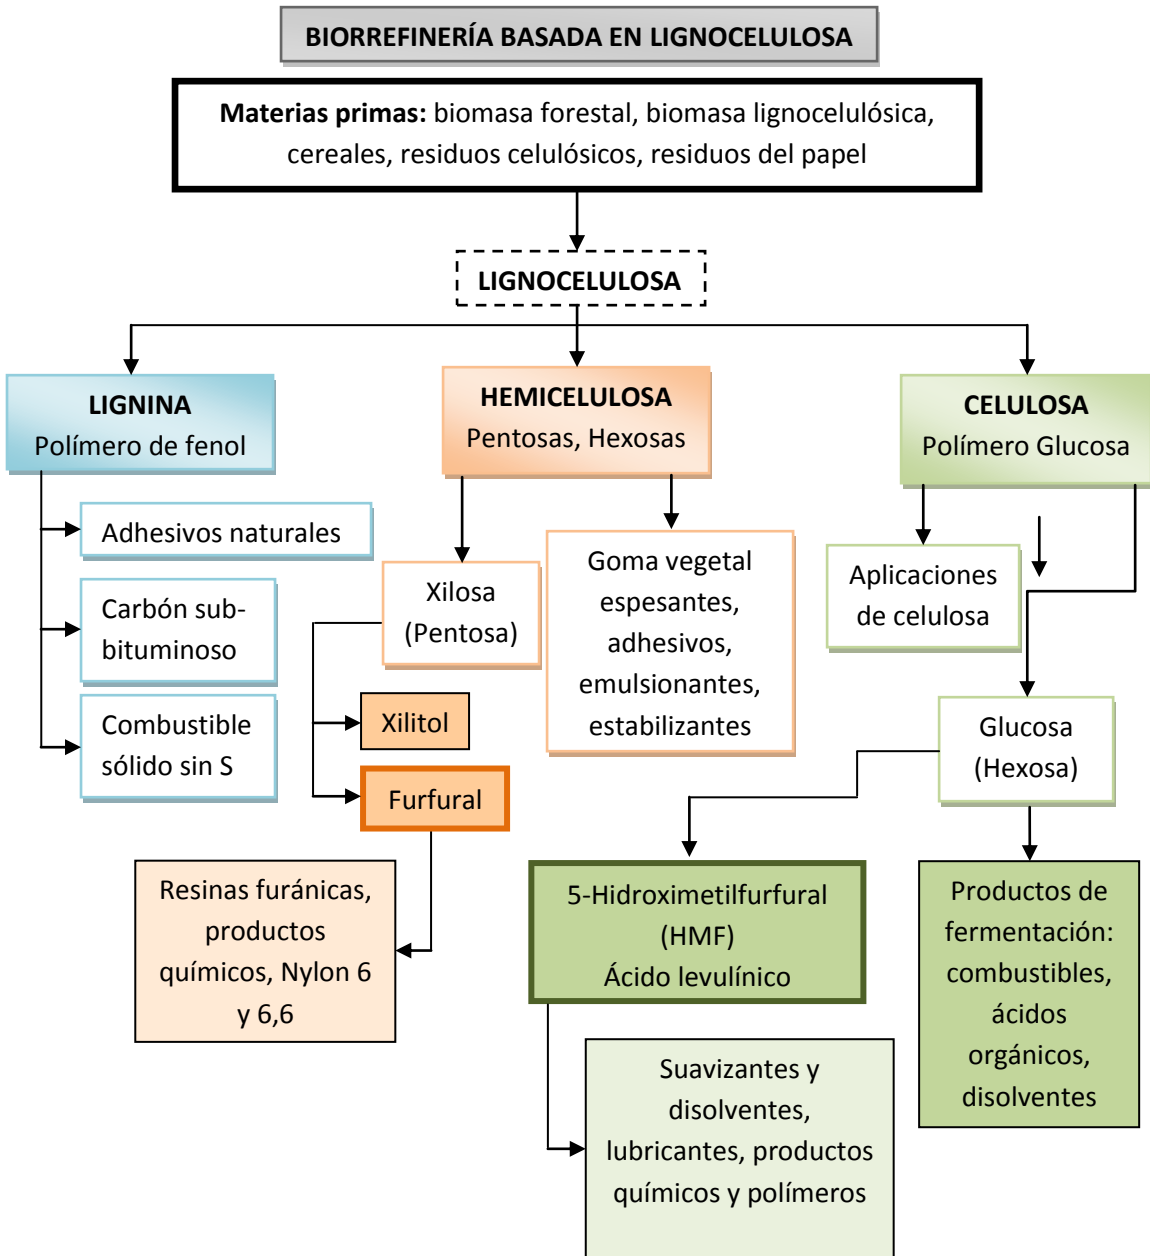 BIORREFINERÍA BASADA EN LIGNOCELULOSA
Materias primas: biomasa forestal, biomasa lignocelulósica,
cereales, residuos celulósicos, residuos del papel
LIGNOCELULOSA
LIGNINA
Polímero de fenol
HEMICELULOSA
Pentosas, Hexosas
CELULOSA
Polímero Glucosa
Adhesivos naturales
Carbón sub-
bituminoso
Combustible
sólido sin S
Xilosa
(Pentosa)
Goma vegetal
espesantes,
adhesivos,
emulsionantes,
estabilizantes
Aplicaciones
de celulosa
Xilitol
Furfural
Glucosa
(Hexosa)
Resinas furánicas,
productos
químicos, Nylon 6
y 6,6
5-Hidroximetilfurfural
(HMF)
Ácido levulínico
Productos de
fermentación:
combustibles,
ácidos
orgánicos,
disolventes
Suavizantes y
disolventes,
lubricantes, productos
químicos y polímeros